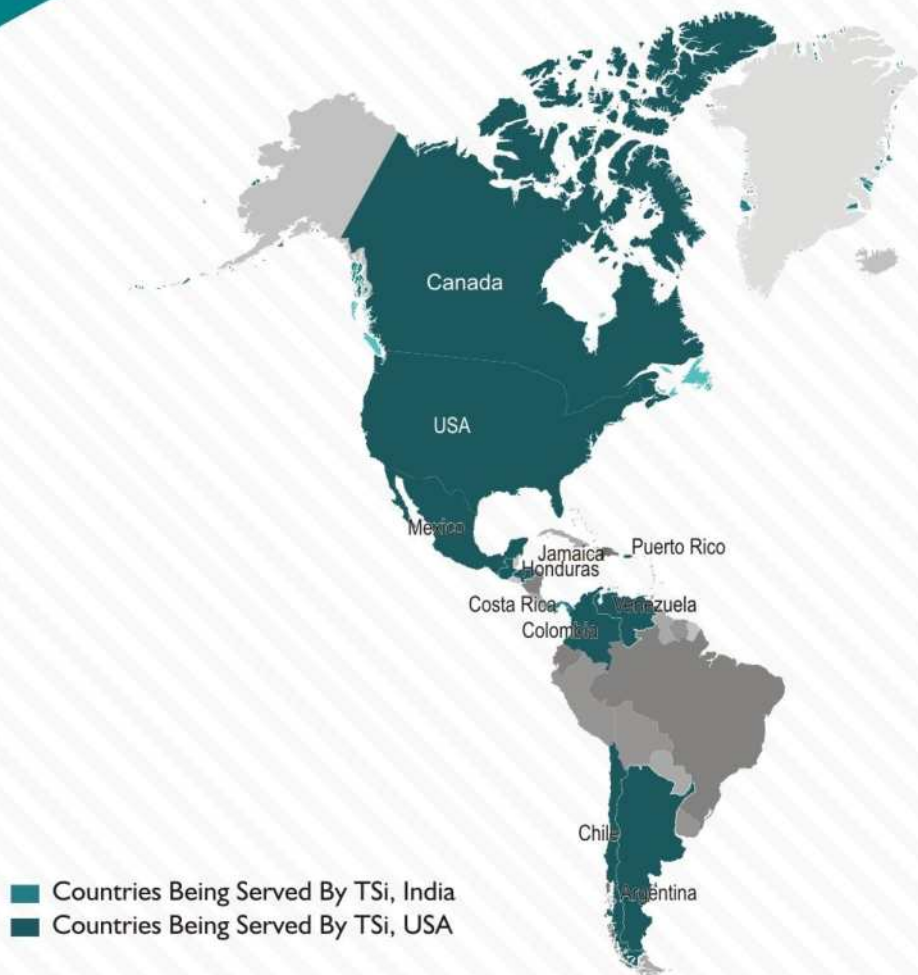 Canada
USA
Mexico
Jamaica
Puerto Rico
Honduras
Costa Rica
Venezuela
Colombia
Chile
Argentina
Countries Being Served By TSi, India
Countries Being Served By TSi, USA